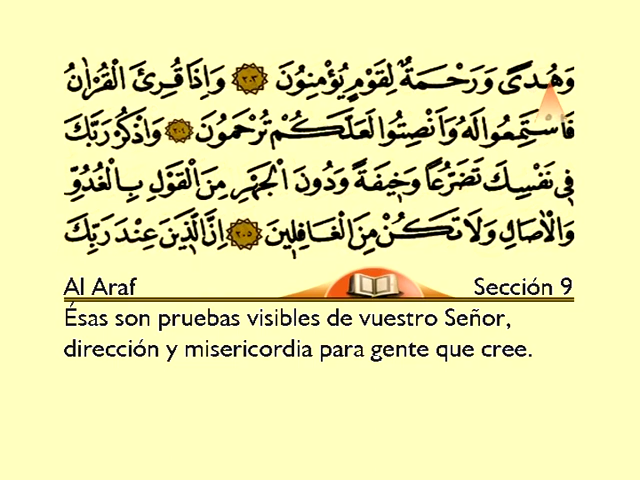 وَهُدًى وَرَحْمَةٌ لِقَوْمٍ يُؤْمِنُونَ ﴿٢٠٣﴾ وَإِذَا قُرِئَ الْقُرْآنُ
فَاسْتَمِعُوا لَهُ وَأَنْصِتُوا لَعَلَّكُمْ تُرْحَمُونَ ﴿٢٠٤﴾ وَاذْكُرْ رَبَّكَ
فِي نَفْسِكَ تَضَرُّعًا وَخِيفَةً وَدُونَ الْجَهْرِ مِنَ الْقَوْلِ بِالْغُدُوِّ
وَالْآصَالِ وَلَا تَكُنْ مِنَ الْغَافِلِينَ ﴿٢٠٥﴾ إِنَّ الَّذِينَ عِنْدَ رَبِّكَ
Al Araf Sección 9
Ésas son pruebas visibles de vuestro Señor,
dirección y misericordia para gente que cree.